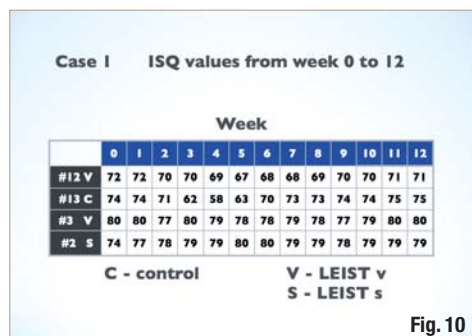 Case 1 ISQ values from week 0 to 12
Week
0 1 2 3 4 5 6 7 8 9 10 11 12
#12 V 72 72 70 70 69 67 68 68 69 70 70 71 71
#13 C 74 74 71 62 58 63 70 73 73 74 74 75 75
#3 V 80 80 77 80 79 78 78 79 78 77 79 80 80
#2 S 74 77 78 79 79 80 80 79 79 78 79 79 79
C - control V - LEIST v
S - LEIST s
Fig. 10